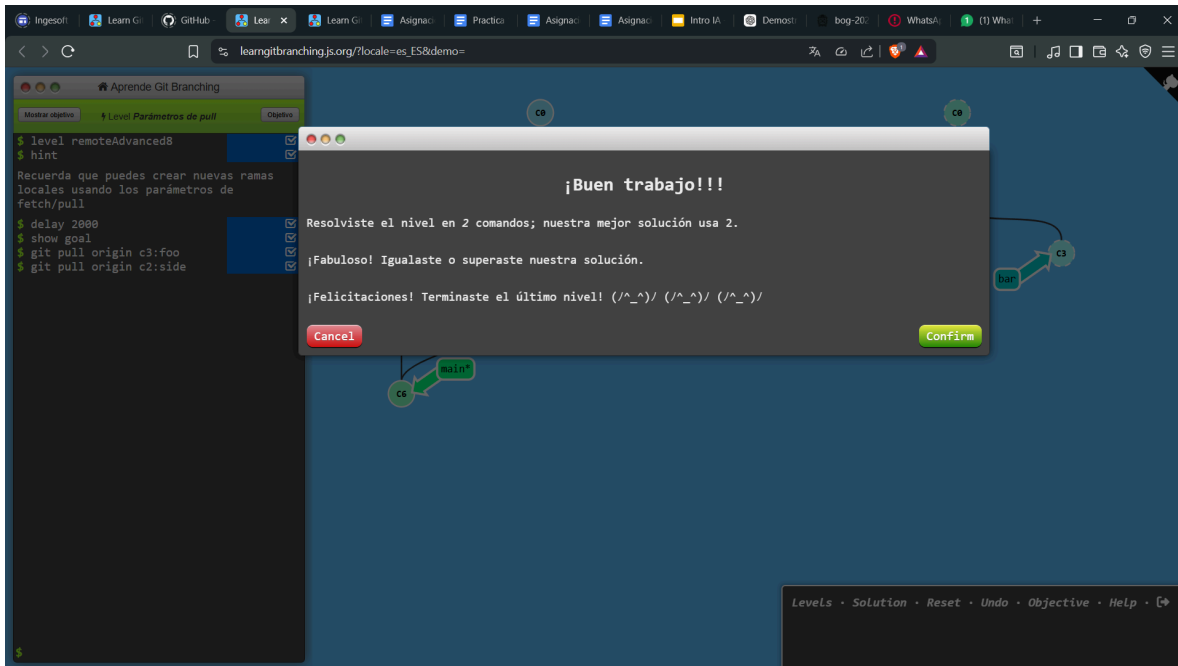 Ingesoft
Learn Gi
GitHub
Lea
Learn Gi
Asignaci
Practica
Asignaci
Asignaci
Intro IA
Demostr
bog-202
WhatsA
(1) What
learngitbranching.js.org/?locale=es_ES&demo=
Aprende Git Branching
Mostrar objetivo
Level Parámetros de pull
Objetivo
$ level remoteAdvanced8
$ hint
Recuerda que puedes crear nuevas ramas
locales usando los parámetros de
fetch/pull
$ delay 2000
$ show goal
$ git pull origin c3:foo
$ git pull origin c2:side
$
C0
C0
¡Buen trabajo!!!
Resolviste el nivel en 2 comandos; nuestra mejor solución usa 2.
¡Fabuloso! Igualaste o superaste nuestra solución.
¡Felicitaciones! Terminaste el último nivel! (/^_^)/ (/^_^)/ (/^_^)/
Cancel
Confirm
C3
bar
main*
C6
Levels · Solution · Reset · Undo · Objective · Help ·